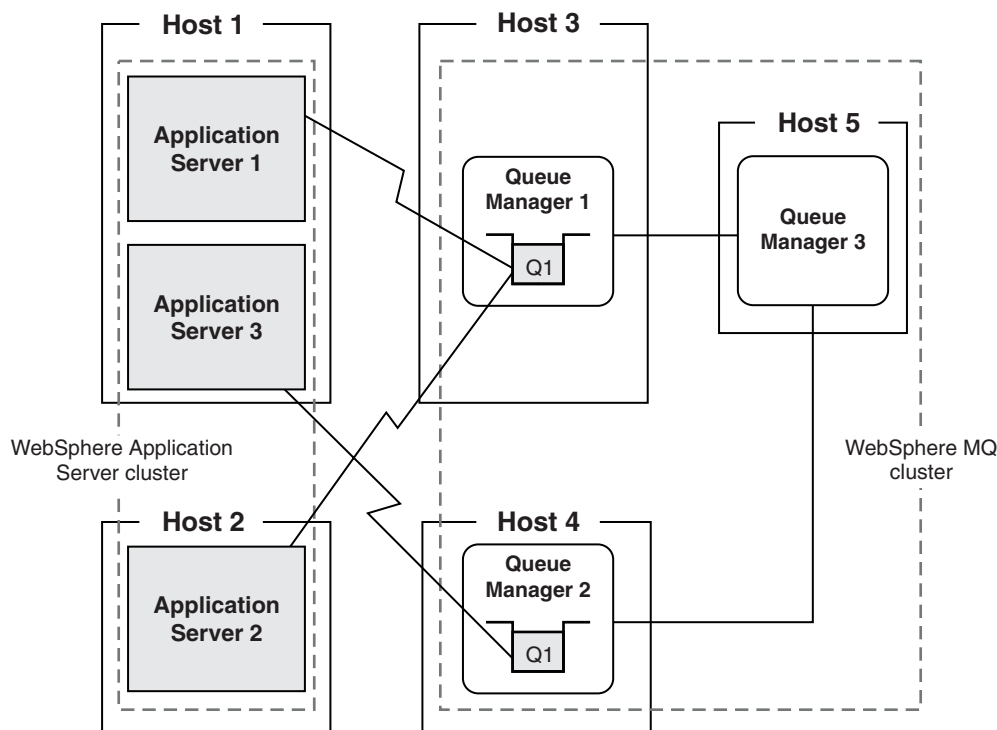 Host 1
Application
Server 1
Application
Server 3
WebSphere Application
Server cluster
Host 2
Application
Server 2
Host 3
Queue
Manager 1
Q1
Host 5
Queue
Manager 3
WebSphere MQ
cluster
Host 4
Queue
Manager 2
Q1